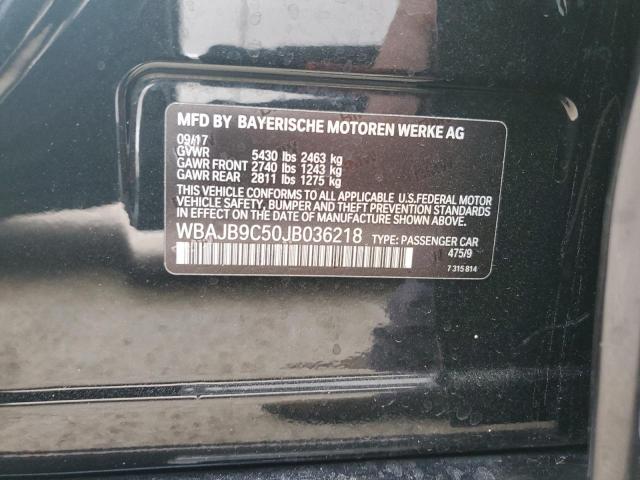 MFD BY BAYERISCHE MOTOREN WERKE AG
09/17
GVWR 5430 lbs 2463 kg
GAWR FRONT 2740 lbs 1243 kg
GAWR REAR 2811 lbs 1275 kg
THIS VEHICLE CONFORMS TO ALL APPLICABLE U.S.FEDERAL MOTOR
VEHICLE SAFETY, BUMPER, AND THEFT PREVENTION STANDARDS
IN EFFECT ON THE DATE OF MANUFACTURE SHOWN ABOVE.
WBAJB9C50JB036218 TYPE: PASSENGER CAR
475/9
7 315 814